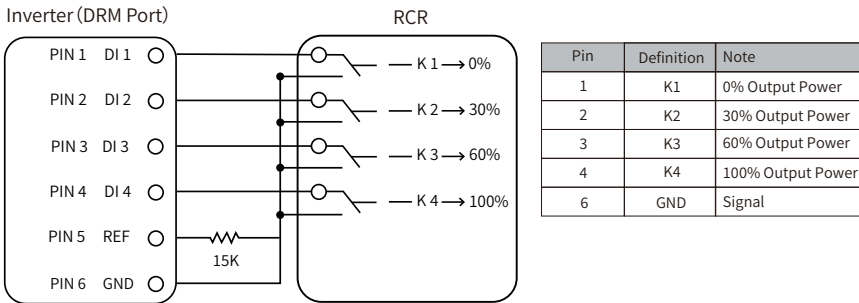 Inverter (DRM Port)
RCR
PIN 1 DI 1
K 1 → 0%
PIN 2 DI 2
K 2 → 30%
PIN 3 DI 3
K 3 → 60%
PIN 4 DI 4
K 4 → 100%
PIN 5 REF
15K
PIN 6 GND
Pin Definition Note
1 K1 0% Output Power
2 K2 30% Output Power
3 K3 60% Output Power
4 K4 100% Output Power
6 GND Signal